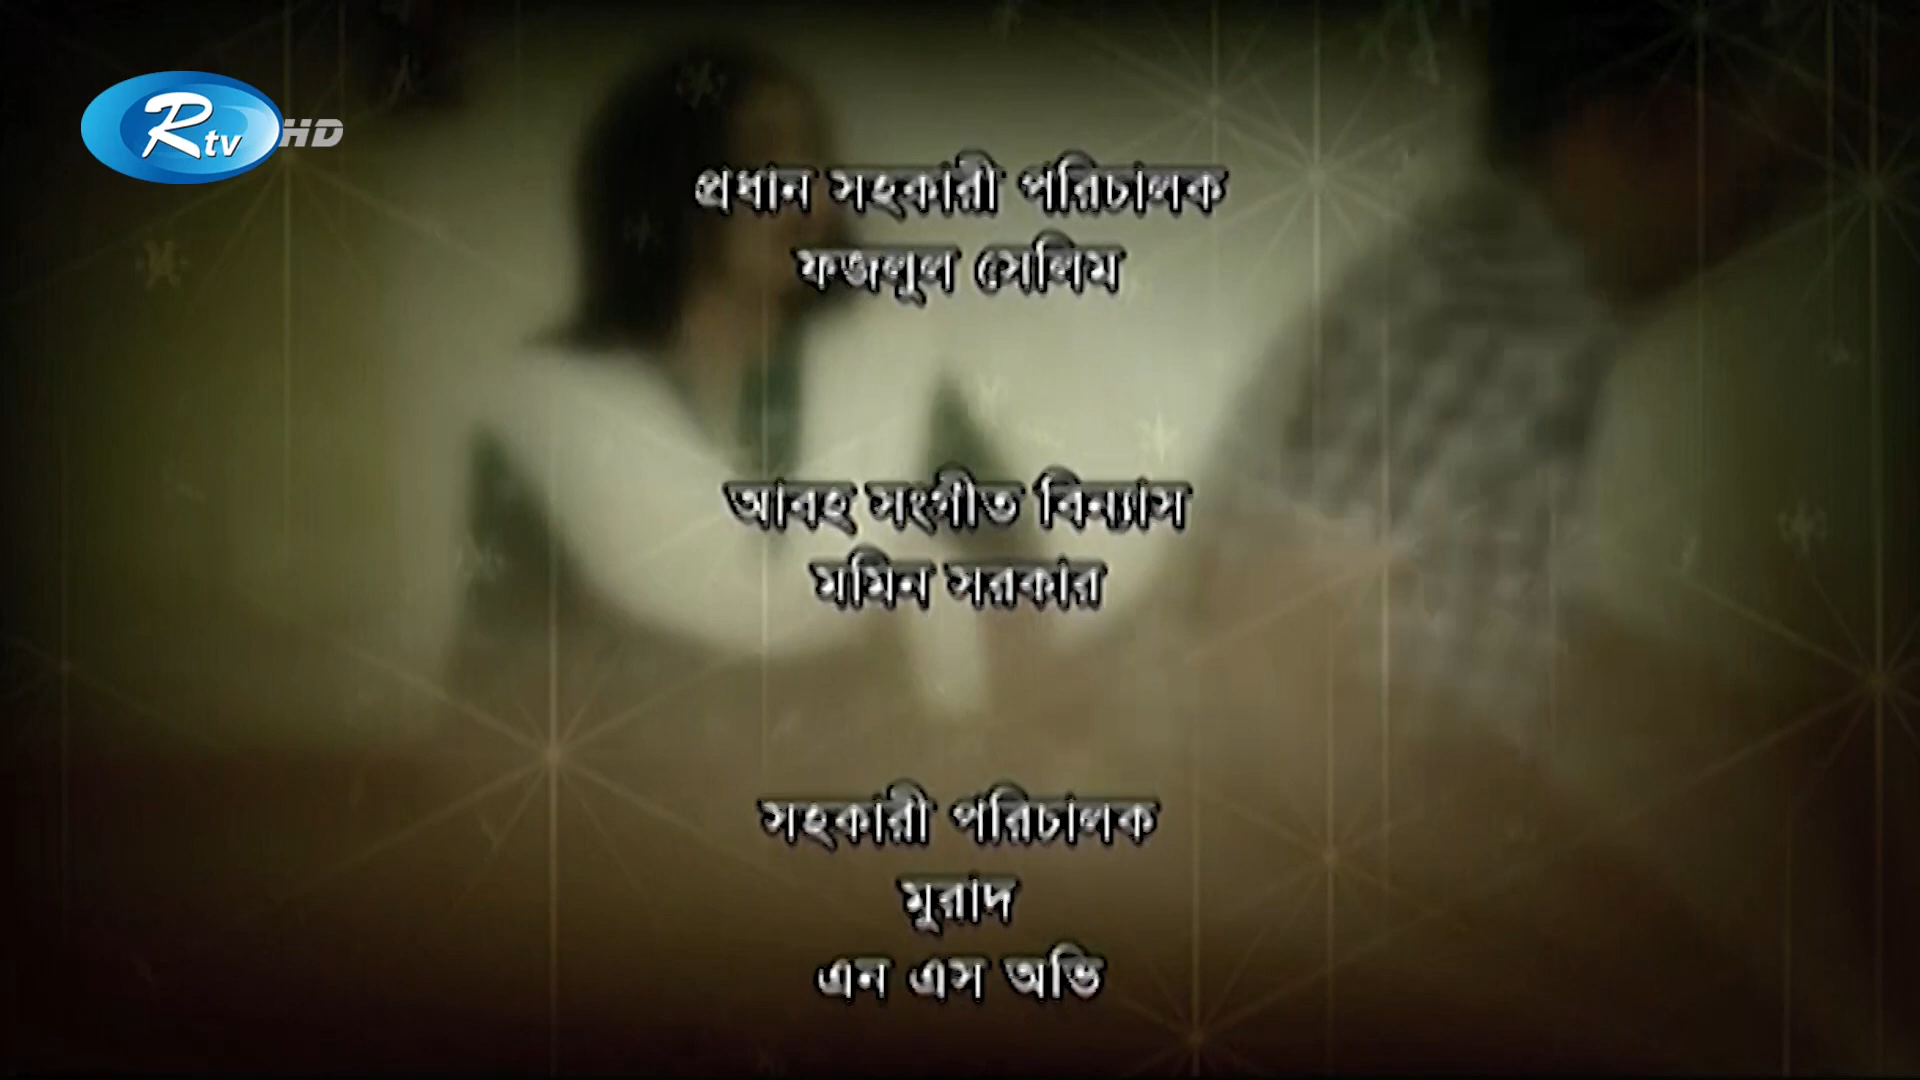 Rtv HD
প্রধান সহকারী পরিচালক
ফজলুল সেলিম
আবহ সংগীত বিন্যাস
মমিন সরকার
সহকারী পরিচালক
মুরাদ
এন এস অভি